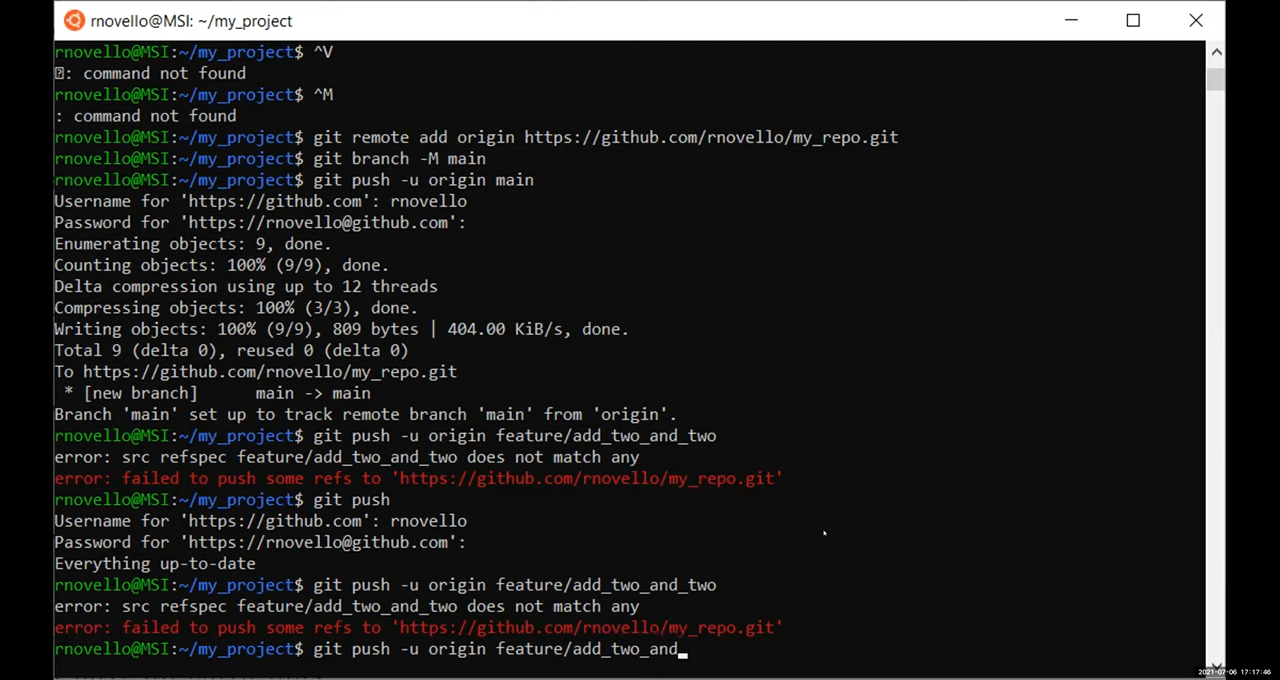 rnovello@MSI: ~/my_project
rnovello@MSI:~/my_project$ ^V
: command not found
rnovello@MSI:~/my_project$ ^M
: command not found
rnovello@MSI:~/my_project$ git remote add origin https://github.com/rnovello/my_repo.git
rnovello@MSI:~/my_project$ git branch -M main
rnovello@MSI:~/my_project$ git push -u origin main
Username for 'https://github.com': rnovello
Password for 'https://rnovello@github.com':
Enumerating objects: 9, done.
Counting objects: 100% (9/9), done.
Delta compression using up to 12 threads
Compressing objects: 100% (3/3), done.
Writing objects: 100% (9/9), 809 bytes | 404.00 KiB/s, done.
Total 9 (delta 0), reused 0 (delta 0)
To https://github.com/rnovello/my_repo.git
 * [new branch]      main -> main
Branch 'main' set up to track remote branch 'main' from 'origin'.
rnovello@MSI:~/my_project$ git push -u origin feature/add_two_and_two
error: src refspec feature/add_two_and_two does not match any
error: failed to push some refs to 'https://github.com/rnovello/my_repo.git'
rnovello@MSI:~/my_project$ git push
Username for 'https://github.com': rnovello
Password for 'https://rnovello@github.com':
Everything up-to-date
rnovello@MSI:~/my_project$ git push -u origin feature/add_two_and_two
error: src refspec feature/add_two_and_two does not match any
error: failed to push some refs to 'https://github.com/rnovello/my_repo.git'
rnovello@MSI:~/my_project$ git push -u origin feature/add_two_and
2021-07-06 17:17:46